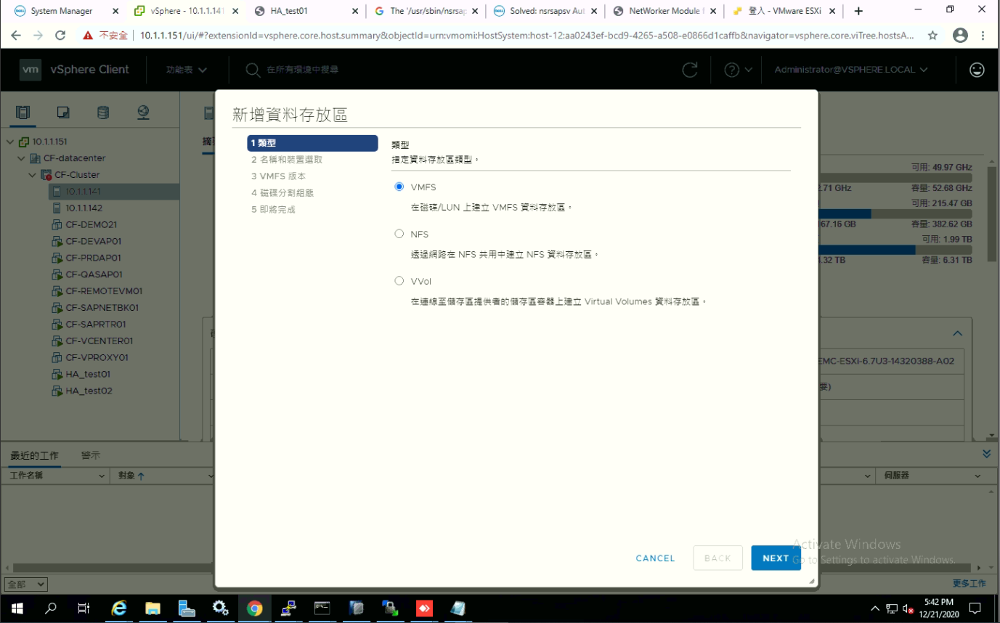 System Manager
vSphere - 10.1.1.141
HA_test01
The '/usr/sbin/nsrsap
Solved: nsrsapsv Aut
NetWorker Module
登入 - VMware ESXi
不安全
10.1.1.151/ui/#?extensionId=vsphere.core.host.summary&objectId=urn:vmomi:HostSystem:host-12:aa0243ef-bcd9-4265-a508-e0866d1caffb&navigator=vsphere.core.viTree.hostsA...
vm
vSphere Client
功能表
在所有環境中搜尋
Administrator@VSPHERE.LOCAL
10.1.1.151
CF-datacenter
CF-Cluster
10.1.1.141
10.1.1.142
CF-DEMO21
CF-DEVAP01
CF-PRDAP01
CF-QASAP01
CF-REMOTEVM01
CF-SAPNETBK01
CF-SAPRTR01
CF-VCENTER01
CF-VPROXY01
HA_test01
HA_test02
新增資料存放區
1 類型
2 名稱和裝置選取
3 VMFS 版本
4 磁碟分割組態
5 即將完成
類型
指定資料存放區類型。
VMFS
在磁碟/LUN 上建立 VMFS 資料存放區。
NFS
透過網路在 NFS 共用中建立 NFS 資料存放區。
VVol
在連線至儲存區提供者的儲存區容器上建立 Virtual Volumes 資料存放區。
CANCEL
BACK
NEXT
可用: 49.97 GHz
2.71 GHz
容量: 52.68 GHz
可用: 215.47 GB
67.16 GB
容量: 382.62 GB
可用: 1.99 TB
4.32 TB
容量: 6.31 TB
EMC-ESXi-6.7U3-14320388-A02
要)
最近的工作
警示
工作名稱
對象
伺服器
Activate Windows
Go to Settings to activate Windows.
全部
更多工作
5:42 PM
12/21/2020